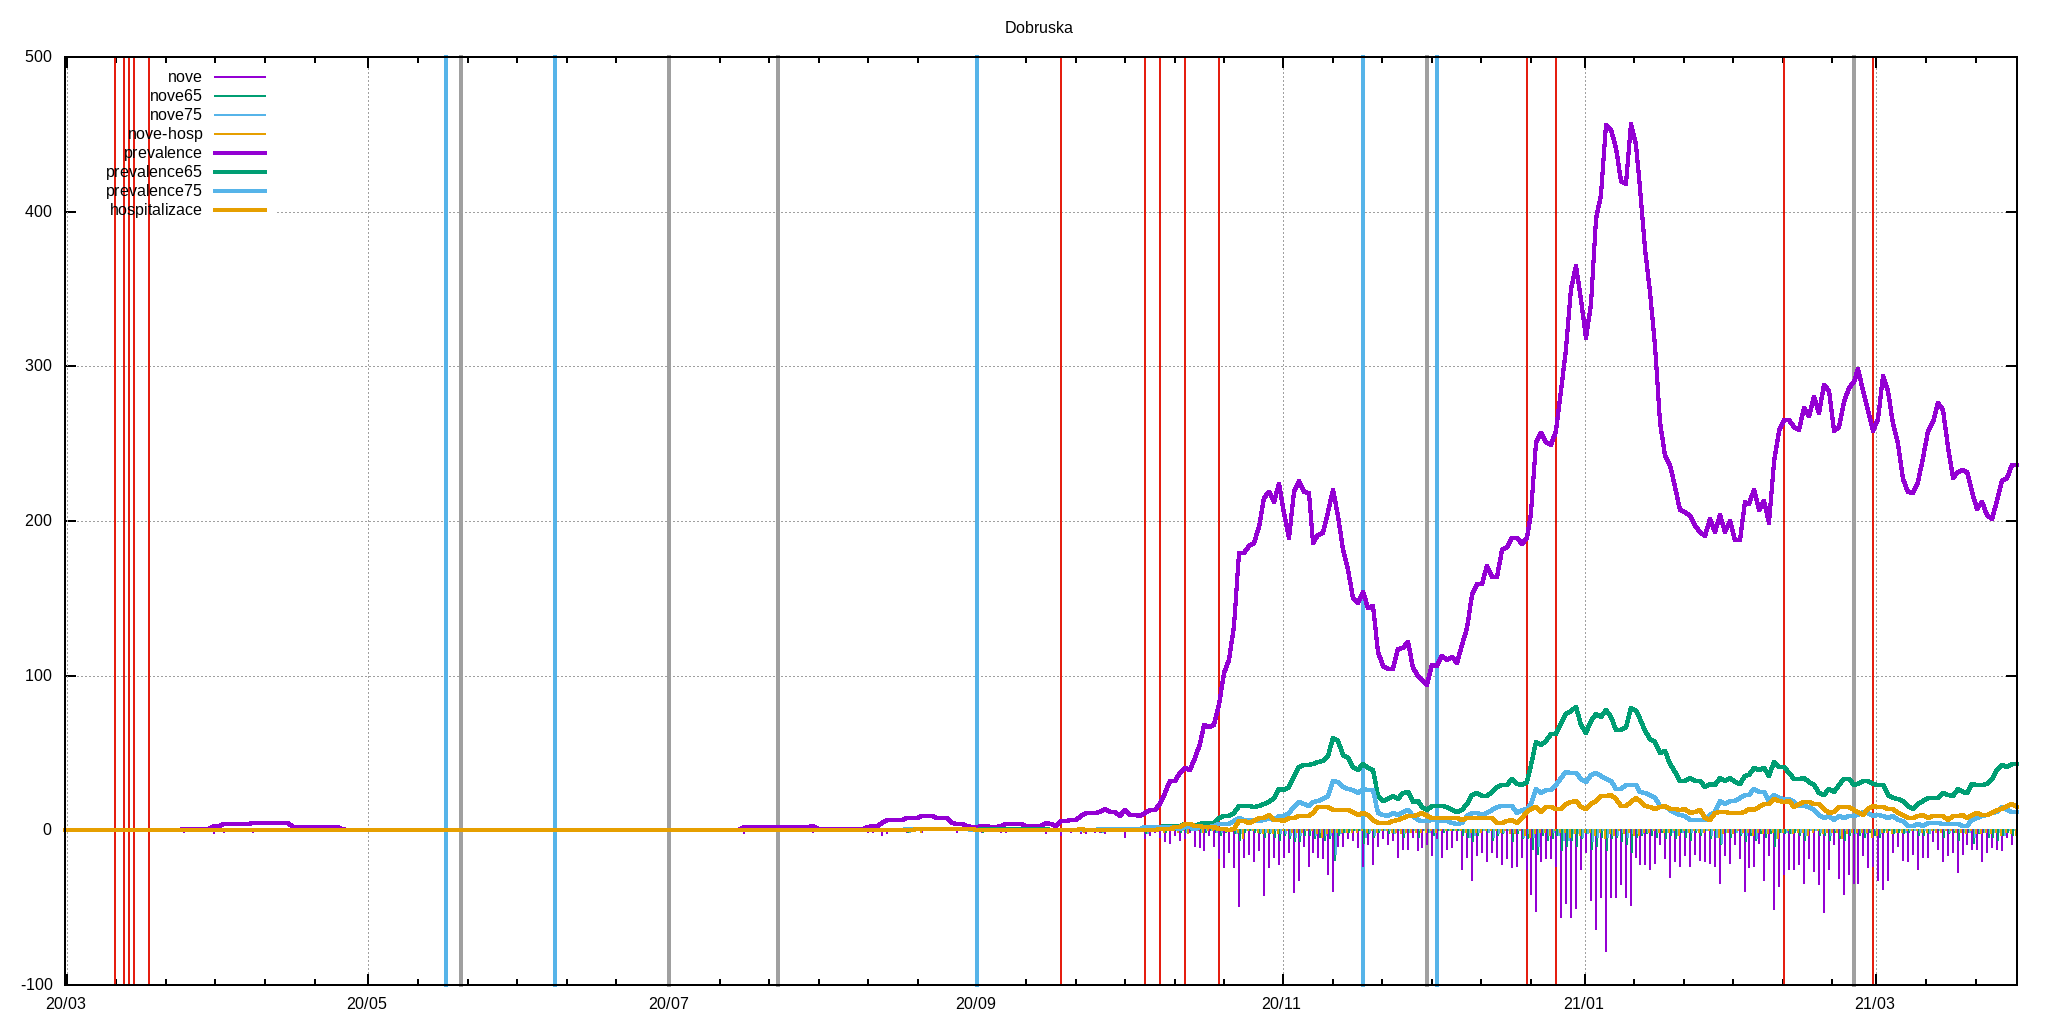 Dobruska
nove
nove65
nove75
nove-hosp
prevalence
prevalence65
prevalence75
hospitalizace
500
400
300
200
100
0
-100
20/03 20/05 20/07 20/09 20/11 21/01 21/03